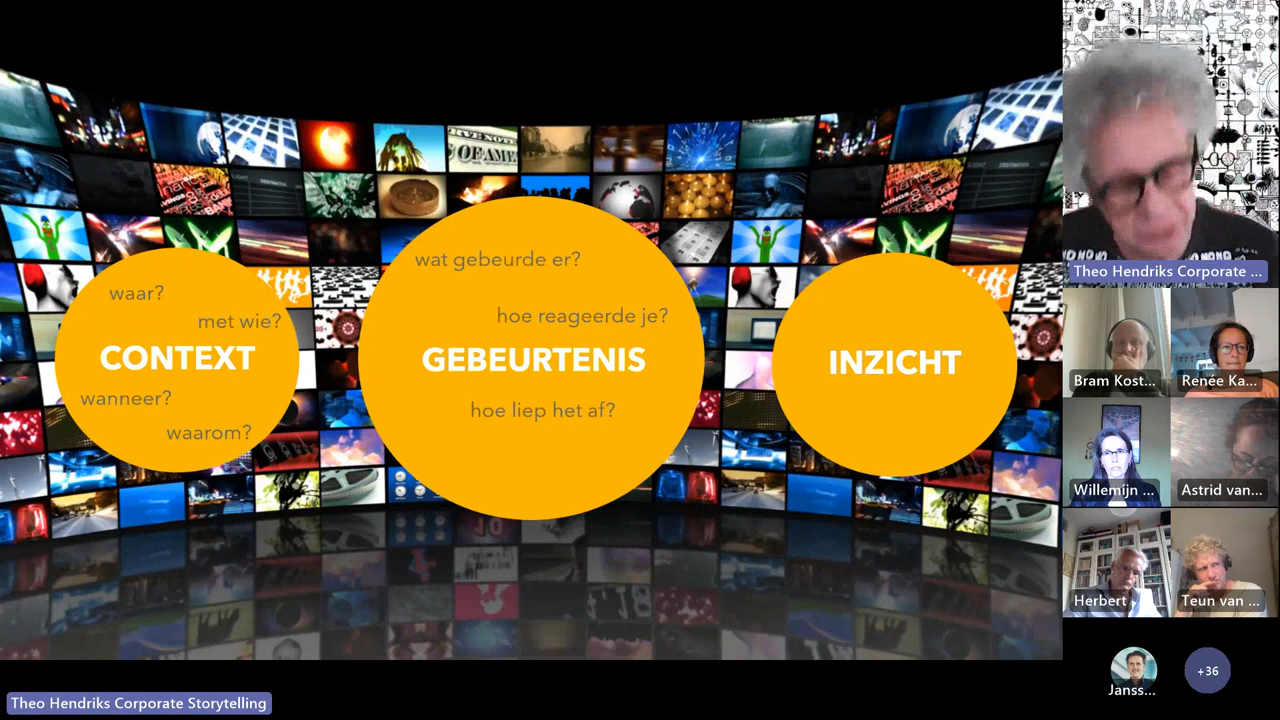 waar?
met wie?
CONTEXT
wanneer?
waarom?
wat gebeurde er?
hoe reageerde je?
GEBEURTENIS
hoe liep het af?
INZICHT
Theo Hendriks Corporate ...
Bram Kost...
Renée Ka...
Willemijn ...
Astrid van...
Herbert
Teun van ...
Janss...
+36
Theo Hendriks Corporate Storytelling